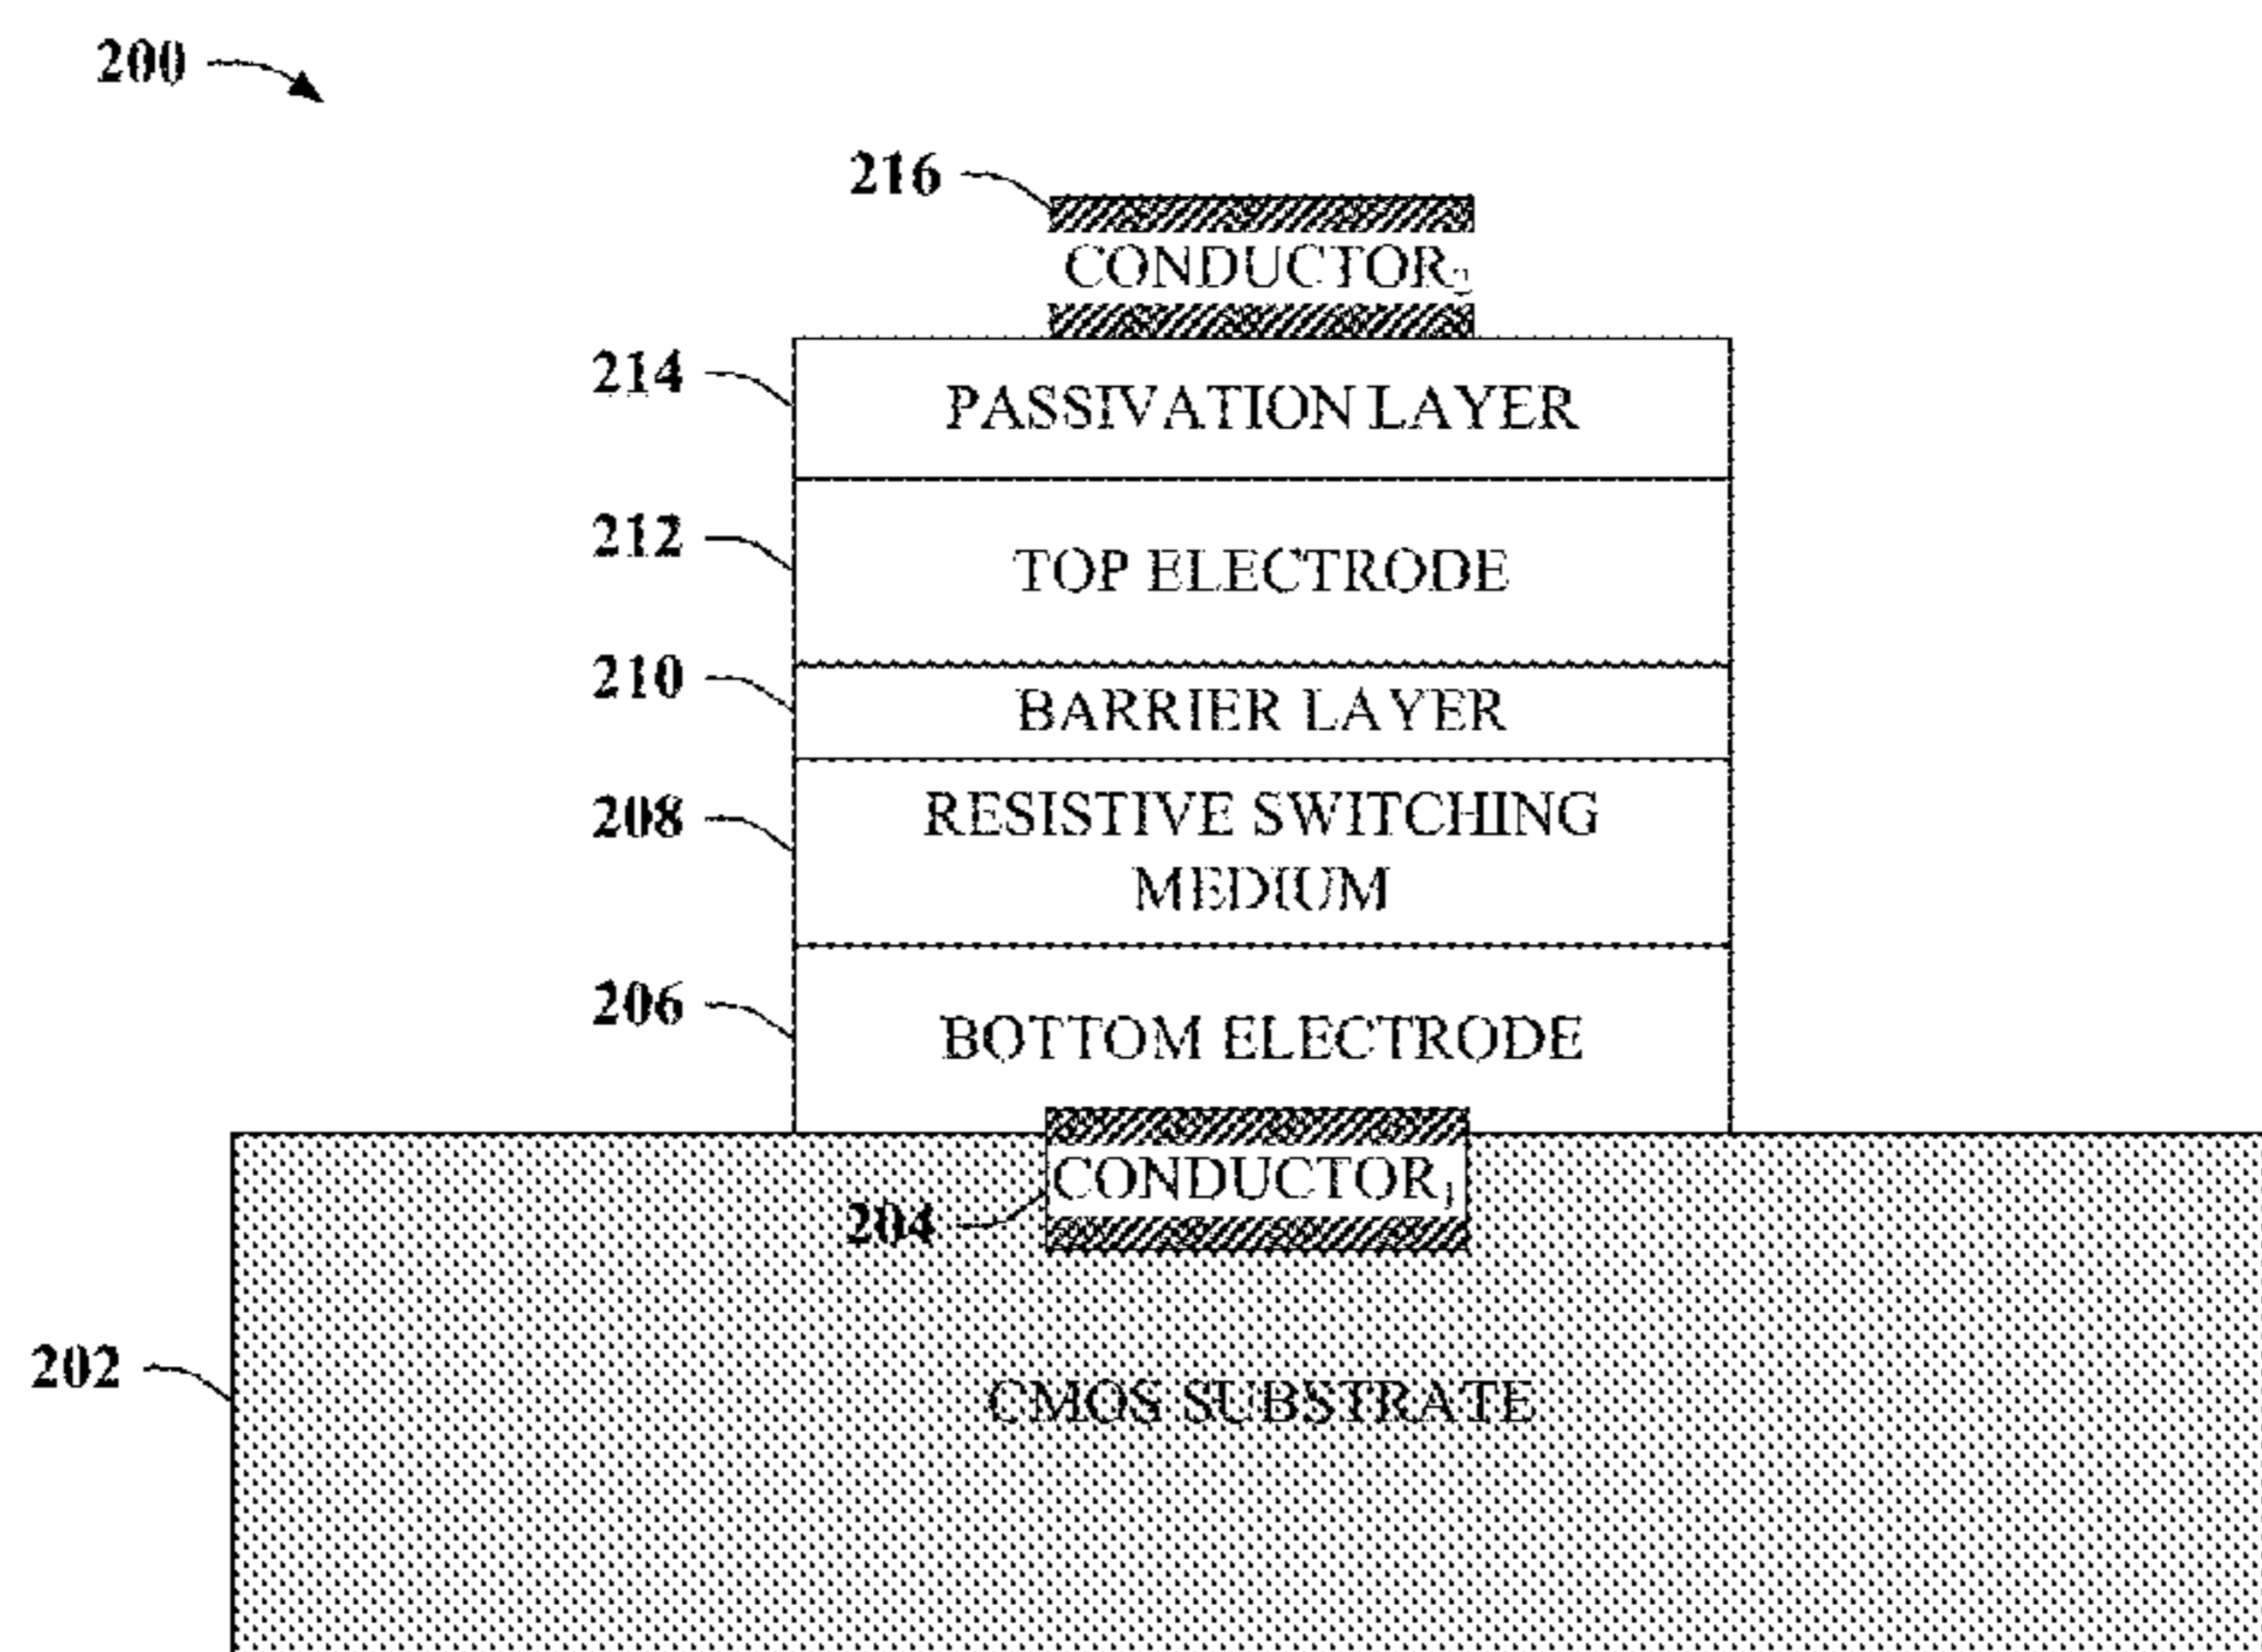 200
216
CONDUCTOR₂
214
PASSIVATION LAYER
212
TOP ELECTRODE
210
BARRIER LAYER
208
RESISTIVE SWITCHING
MEDIUM
206
BOTTOM ELECTRODE
CONDUCTOR₁
204
202
CMOS SUBSTRATE